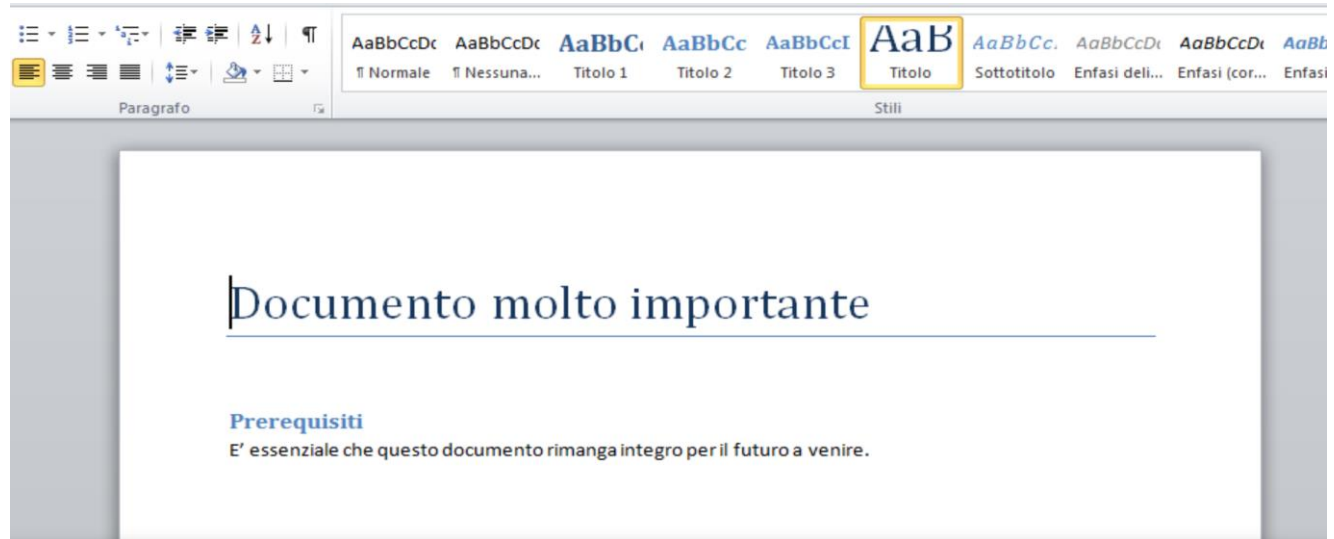 AaBbCcDc AaBbCcDc AaBbC AaBbCc AaBbCcI AaB AaBbCc. AaBbCcDc AaBbCcDc AaBb
¶ Normale ¶ Nessuna... Titolo 1 Titolo 2 Titolo 3 Titolo Sottotitolo Enfasi deli... Enfasi (cor... Enfasi
Paragrafo Stili
Documento molto importante
Prerequisiti
E’ essenziale che questo documento rimanga integro per il futuro a venire.